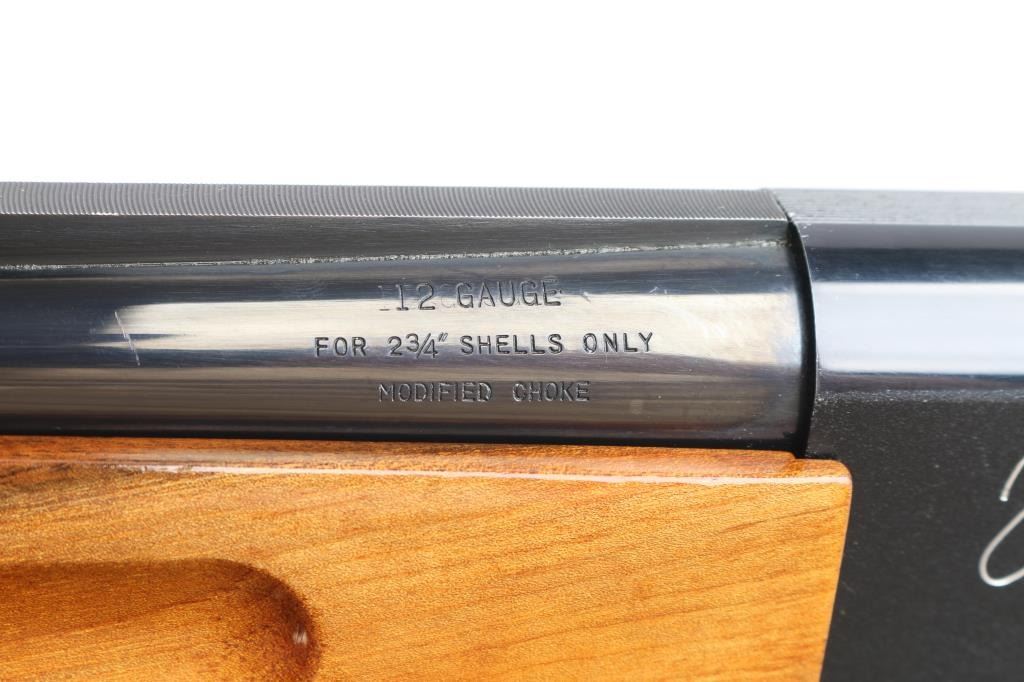 12 GAUGE
FOR 2¾" SHELLS ONLY
MODIFIED CHOKE